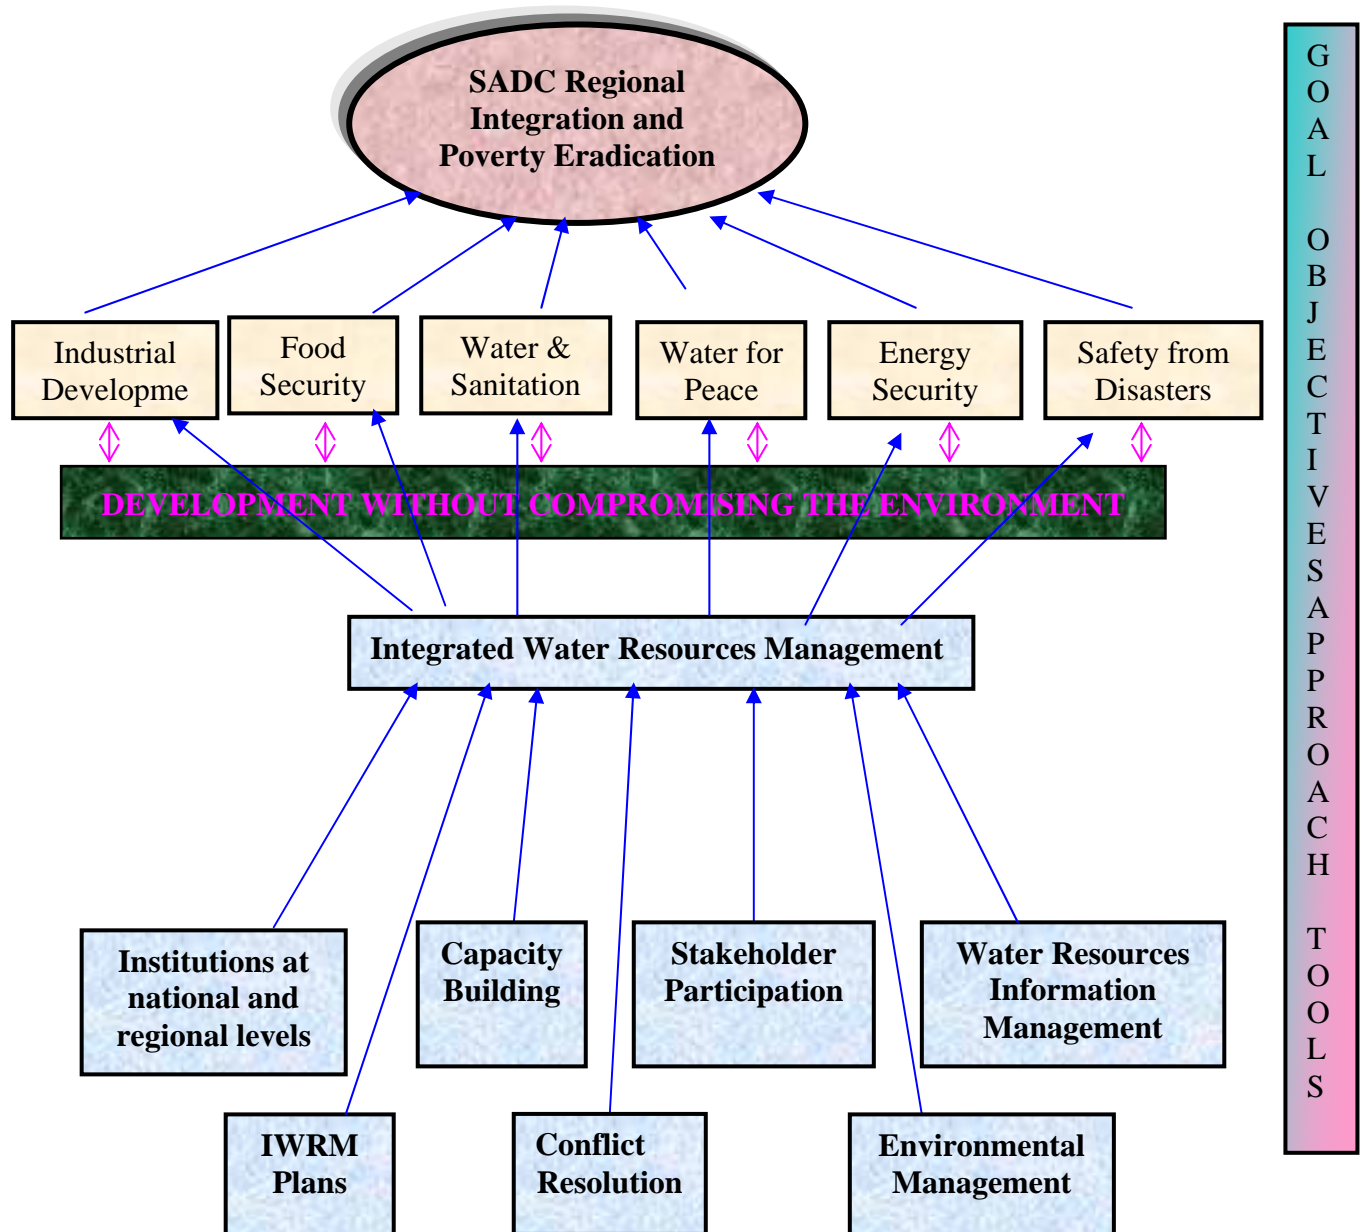 SADC Regional
Integration and
Poverty Eradication
Industrial
Developme
Food
Security
Water &
Sanitation
Water for
Peace
Energy
Security
Safety from
Disasters
DEVELOPMENT WITHOUT COMPROMISING THE ENVIRONMENT
Integrated Water Resources Management
Institutions at
national and
regional levels
Capacity
Building
Stakeholder
Participation
Water Resources
Information
Management
IWRM
Plans
Conflict
Resolution
Environmental
Management
G
O
A
L
O
B
J
E
C
T
I
V
E
S
A
P
P
R
O
A
C
H
T
O
O
L
S